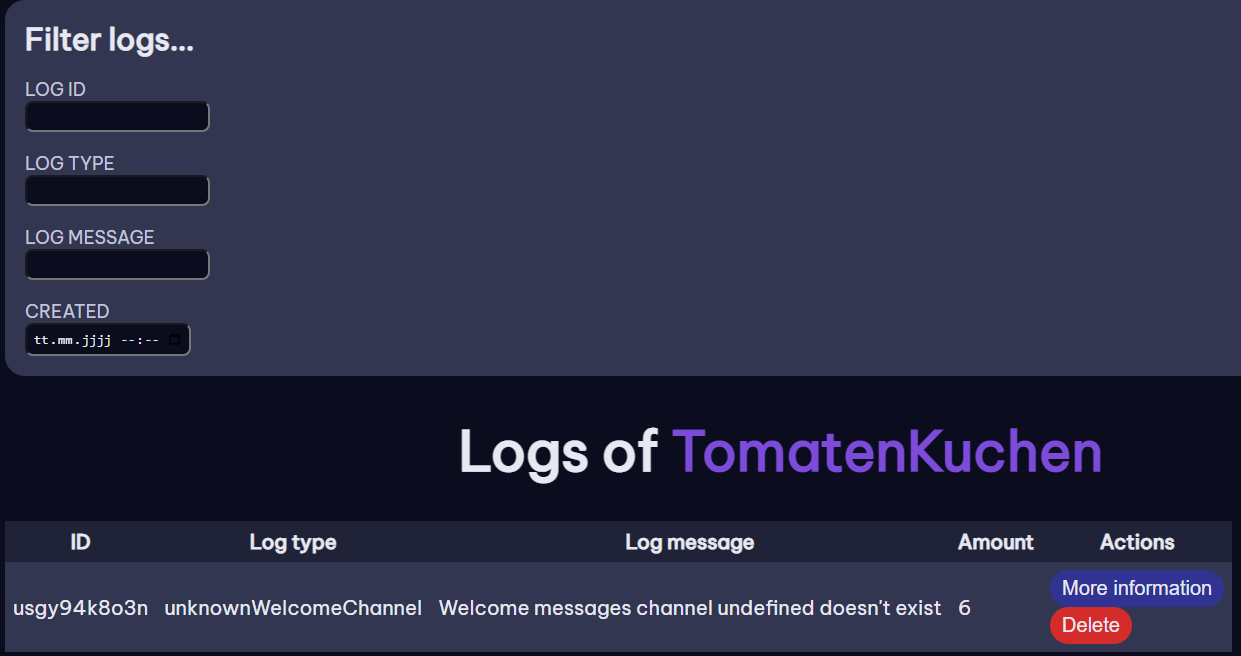 Filter logs...
LOG ID
LOG TYPE
LOG MESSAGE
CREATED
tt.mm.jjjj --:--
Logs of TomatenKuchen
ID Log type Log message Amount Actions
usgy94k8o3n unknownWelcomeChannel Welcome messages channel undefined doesn't exist 6 More information
Delete